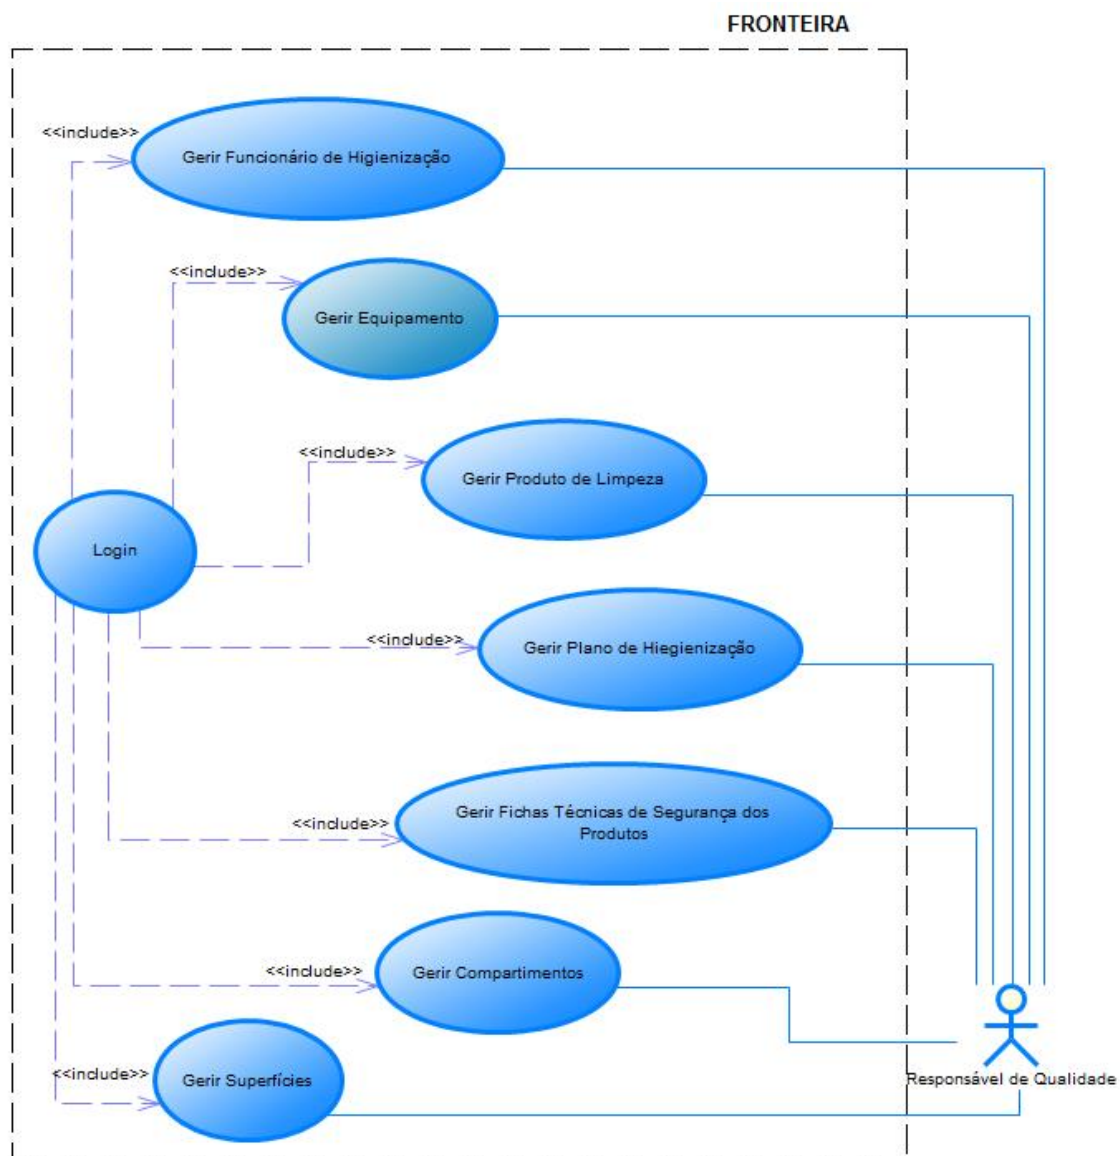 FRONTEIRA
<<include>>
Gerir Funcionário de Higienização
<<include>>
Gerir Equipamento
<<include>>
Gerir Produto de Limpeza
Login
<<include>>
Gerir Plano de Hiegienização
<<include>>
Gerir Fichas Técnicas de Segurança dos
Produtos
<<include>>
Gerir Compartimentos
<<include>>
Gerir Superfícies
Responsável de Qualidade